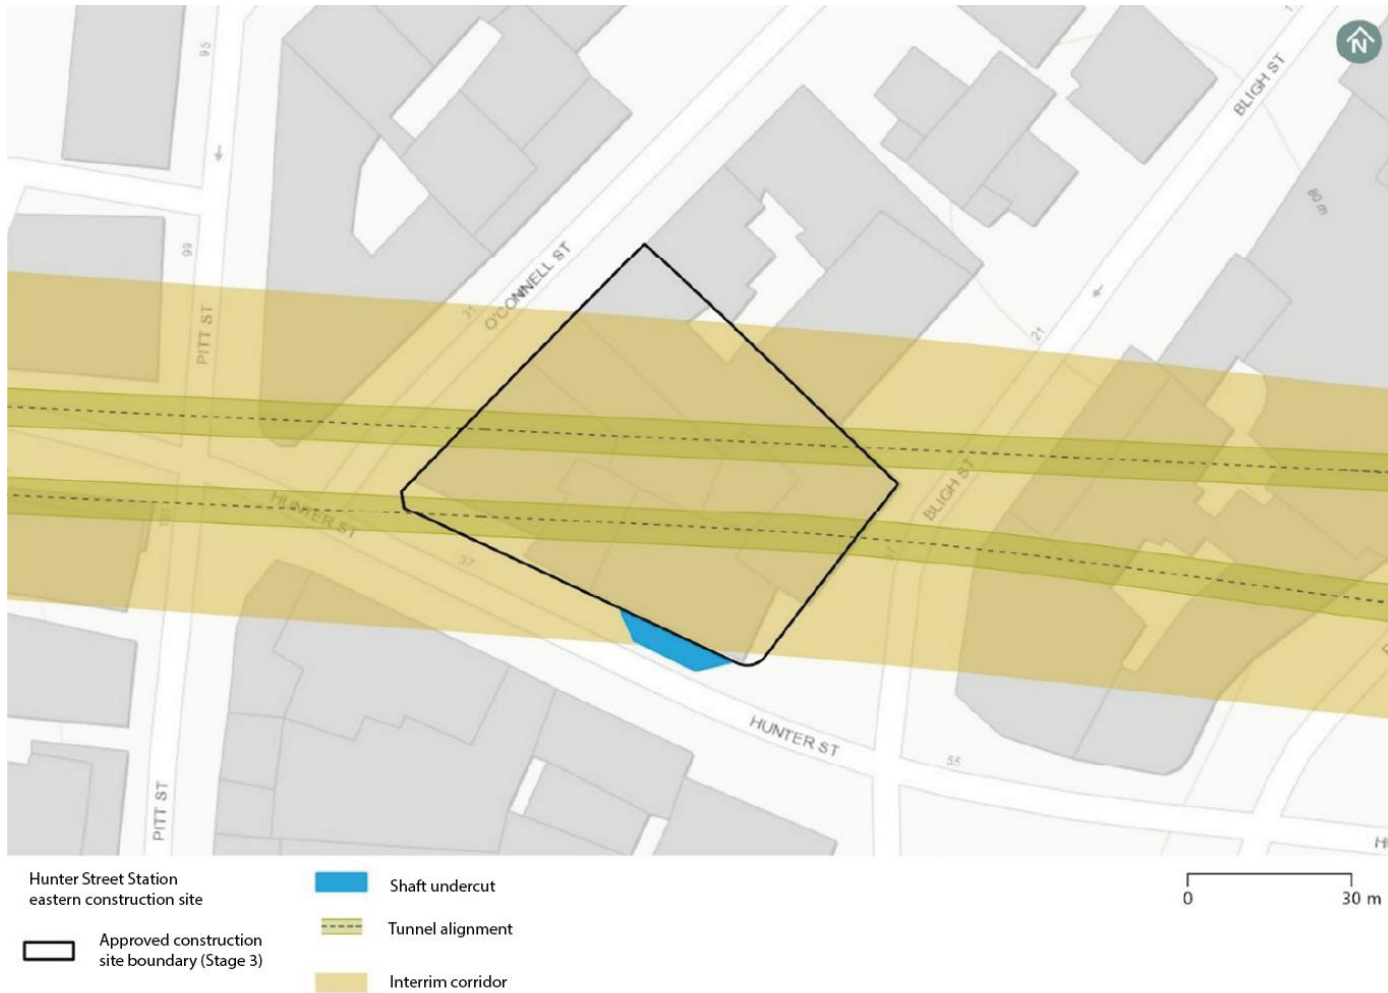 N
95
BLIGH ST
80 m
99
O'CONNELL ST
31
PITT ST
21
BLIGH ST
HUNTER ST
101
37
37
HUNTER ST
55
PITT ST
Hunter Street Station
eastern construction site
Approved construction
site boundary (Stage 3)
Shaft undercut
Tunnel alignment
Interrim corridor
0 30 m